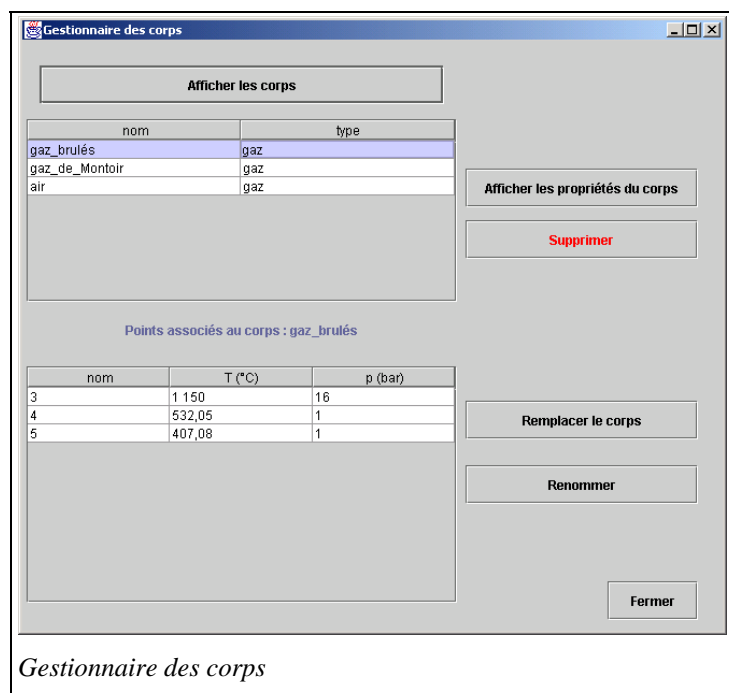 Gestionnaire des corps
Afficher les corps
nom type
gaz_brulés gaz
gaz_de_Montoir gaz
air gaz
Afficher les propriétés du corps
Supprimer
Points associés au corps : gaz_brulés
nom T (°C) p (bar)
3 1 150 16
4 532,05 1
5 407,08 1
Remplacer le corps
Renommer
Fermer
Gestionnaire des corps